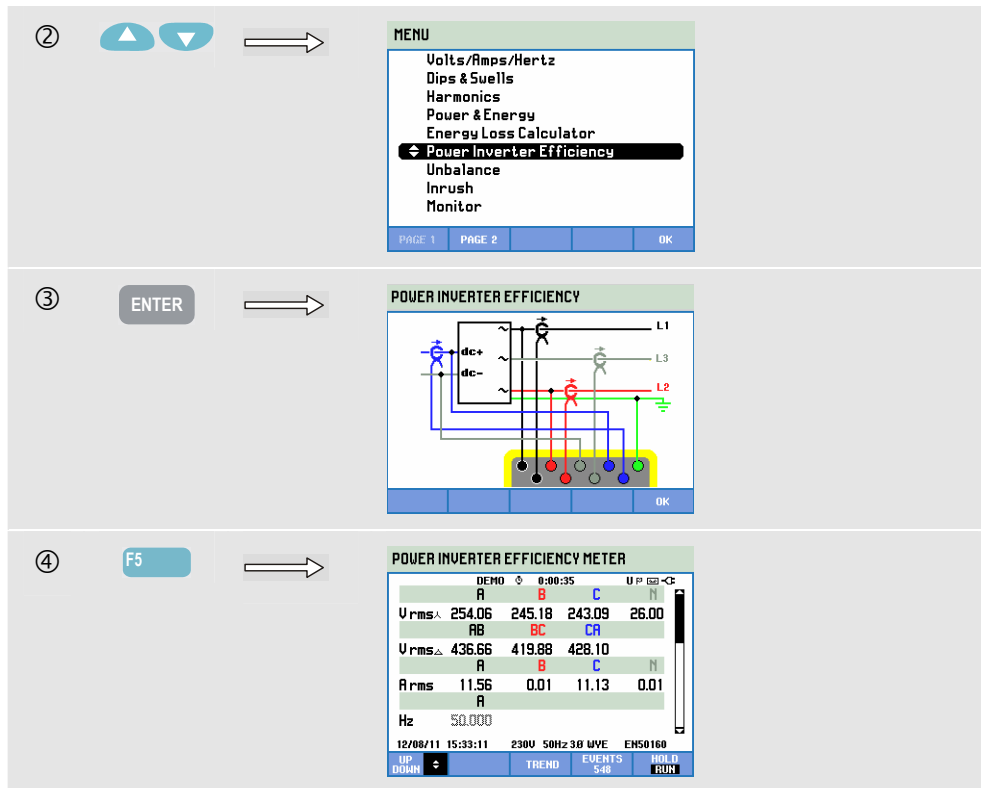 ②
MENU
Volts/Amps/Hertz
Dips & Swells
Harmonics
Power & Energy
Energy Loss Calculator
Power Inverter Efficiency
Unbalance
Inrush
Monitor
PAGE 1 PAGE 2 OK
③ ENTER
POWER INVERTER EFFICIENCY
L1
dc+
L3
dc-
L2
OK
④ F5
POWER INVERTER EFFICIENCY METER
DEMO 0:00:35 U
A B C N
V rms⅄ 254.06 245.18 243.09 26.00
AB BC CA
V rms△ 436.66 419.88 428.10
A B C N
A rms 11.56 0.01 11.13 0.01
A
Hz 50.000
12/08/11 15:33:11 230V 50Hz 3Ø WYE EN50160
UP DOWN TREND EVENTS 548 HOLD RUN